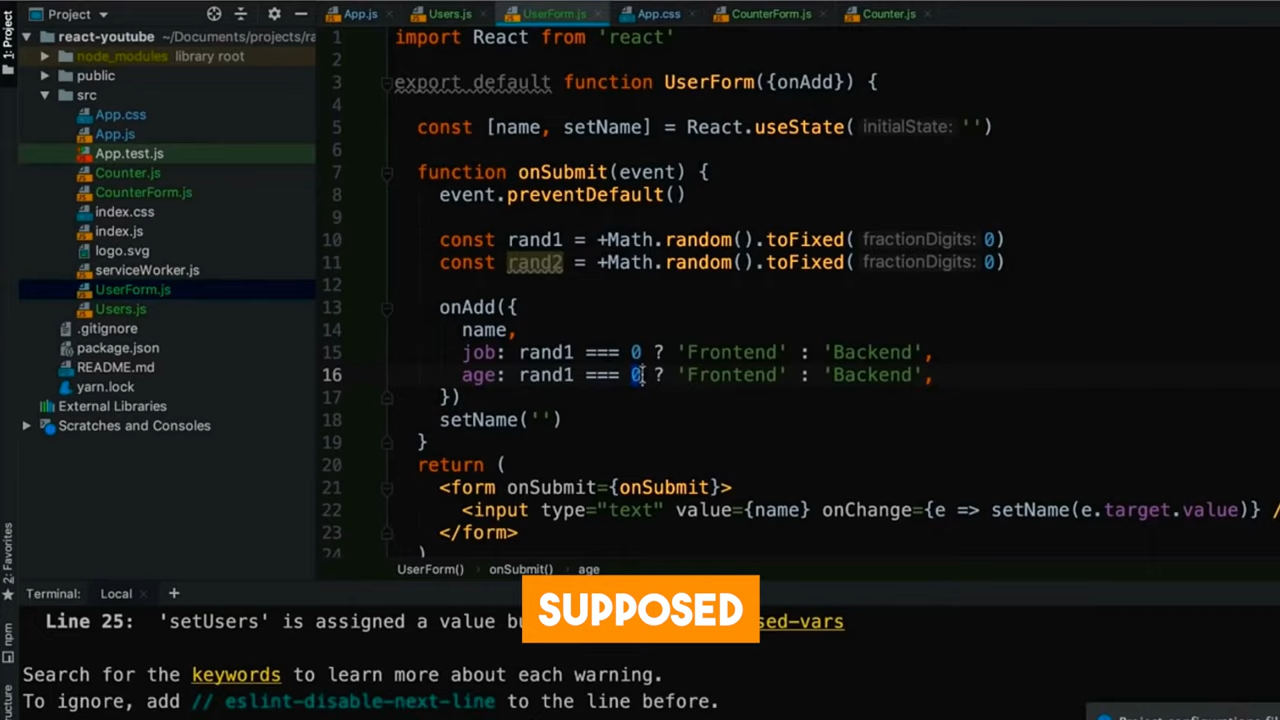 1: Project
Project
App.js
Users.js
UserForm.js
App.css
CounterForm.js
Counter.js
react-youtube ~/Documents/projects/ra
node_modules library root
public
src
App.css
App.js
App.test.js
Counter.js
CounterForm.js
index.css
index.js
logo.svg
serviceWorker.js
UserForm.js
Users.js
.gitignore
package.json
README.md
yarn.lock
External Libraries
Scratches and Consoles
1 import React from 'react'
2
3 export default function UserForm({onAdd}) {
4
5 const [name, setName] = React.useState( initialState: '')
6
7 function onSubmit(event) {
8 event.preventDefault()
9
10 const rand1 = +Math.random().toFixed( fractionDigits: 0)
11 const rand2 = +Math.random().toFixed( fractionDigits: 0)
12
13 onAdd({
14 name,
15 job: rand1 === 0 ? 'Frontend' : 'Backend',
16 age: rand1 === 0 ? 'Frontend' : 'Backend',
17 })
18 setName('')
19 }
20 return (
21 <form onSubmit={onSubmit}>
22 <input type="text" value={name} onChange={e => setName(e.target.value)} /
23 </form>
24 )
UserForm() onSubmit() age
2: Favorites
npm
Terminal: Local +
Line 25: 'setUsers' is assigned a value bu
sed-vars
SUPPOSED
Search for the keywords to learn more about each warning.
To ignore, add // eslint-disable-next-line to the line before.